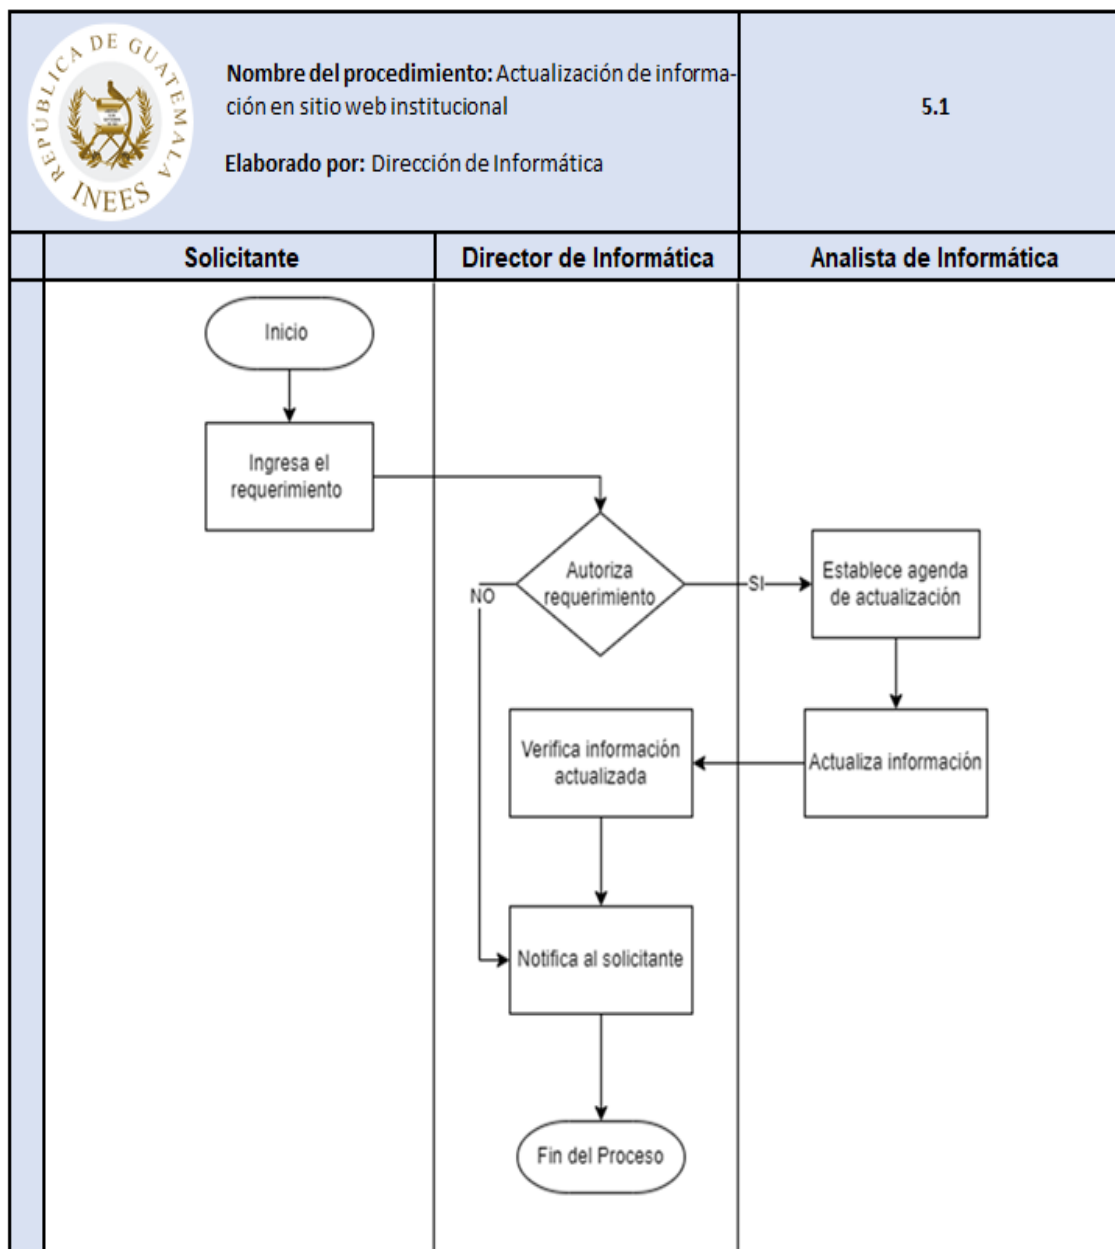 REPÚBLICA DE GUATEMALA
INEES
Nombre del procedimiento: Actualización de informa-
ción en sitio web institucional
Elaborado por: Dirección de Informática
5.1
Solicitante
Director de Informática
Analista de Informática
Inicio
Ingresa el
requerimiento
Autoriza
requerimiento
NO
SI
Establece agenda
de actualización
Verifica información
actualizada
Actualiza información
Notifica al solicitante
Fin del Proceso